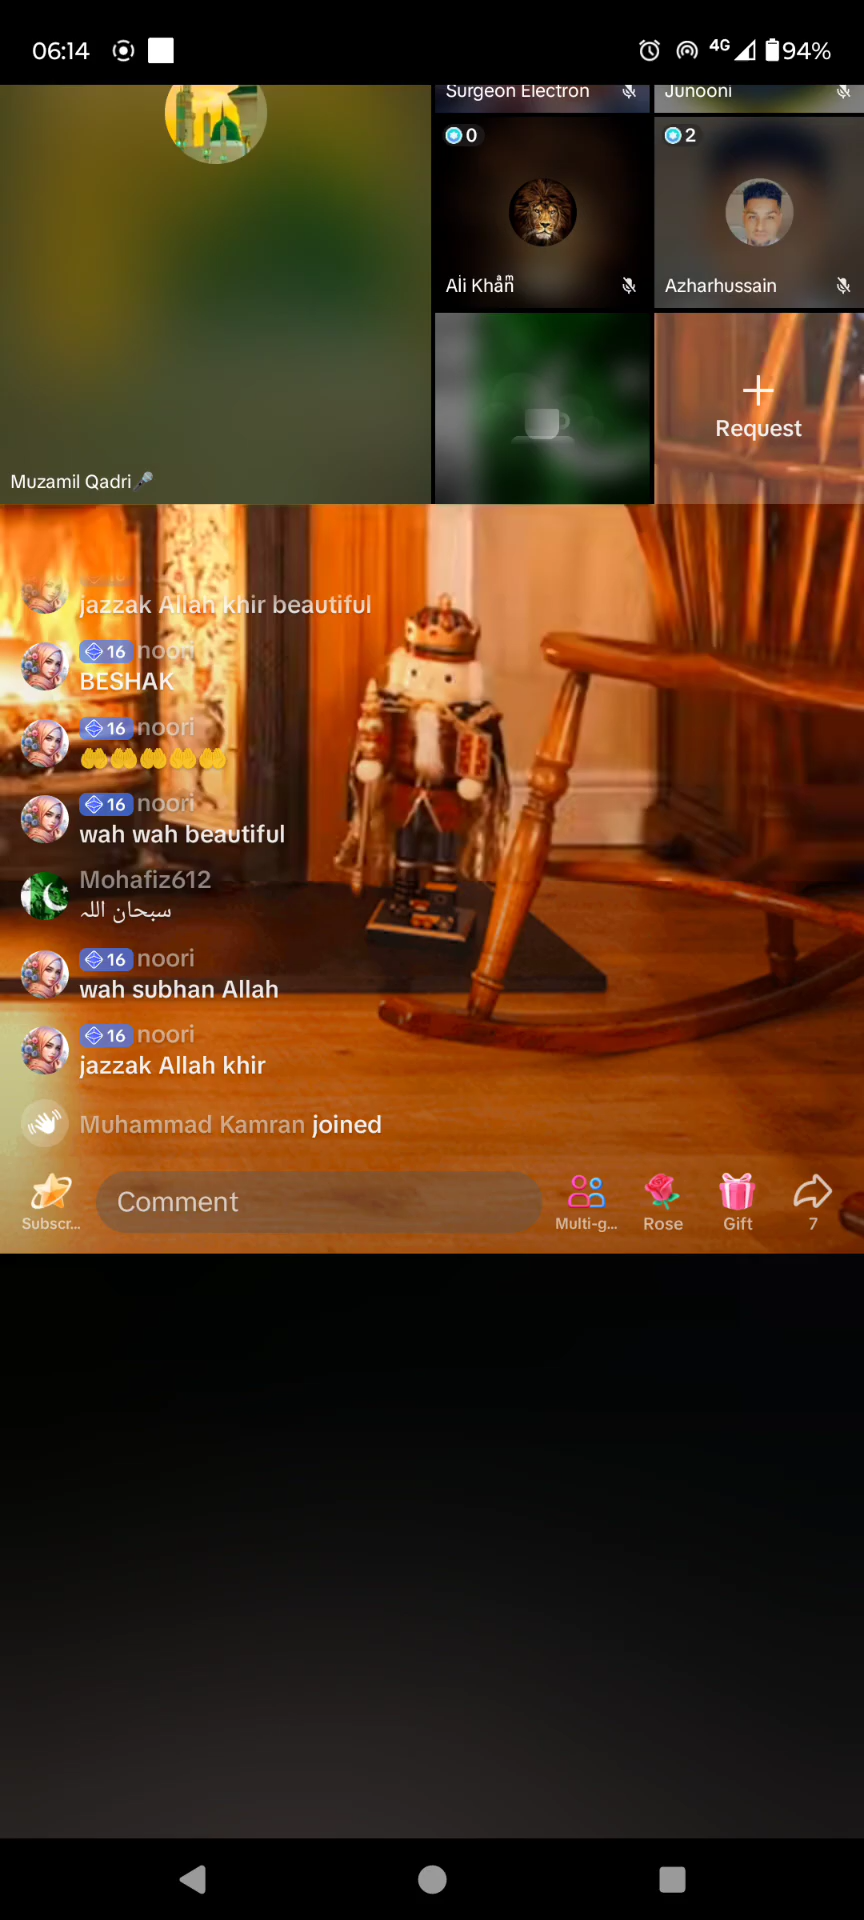 06:14
4G
94%
Surgeon Electron
Junooni
0
2
Ali Khan
Azharhussain
Request
Muzamil Qadri🎤
jazzak Allah khir beautiful
16 noori
BESHAK
16 noori
🤲🤲🤲🤲🤲
16 noori
wah wah beautiful
Mohafiz612
سبحان اللہ
16 noori
wah subhan Allah
16 noori
jazzak Allah khir
Muhammad Kamran joined
Subscr...
Comment
Multi-g...
Rose
Gift
7